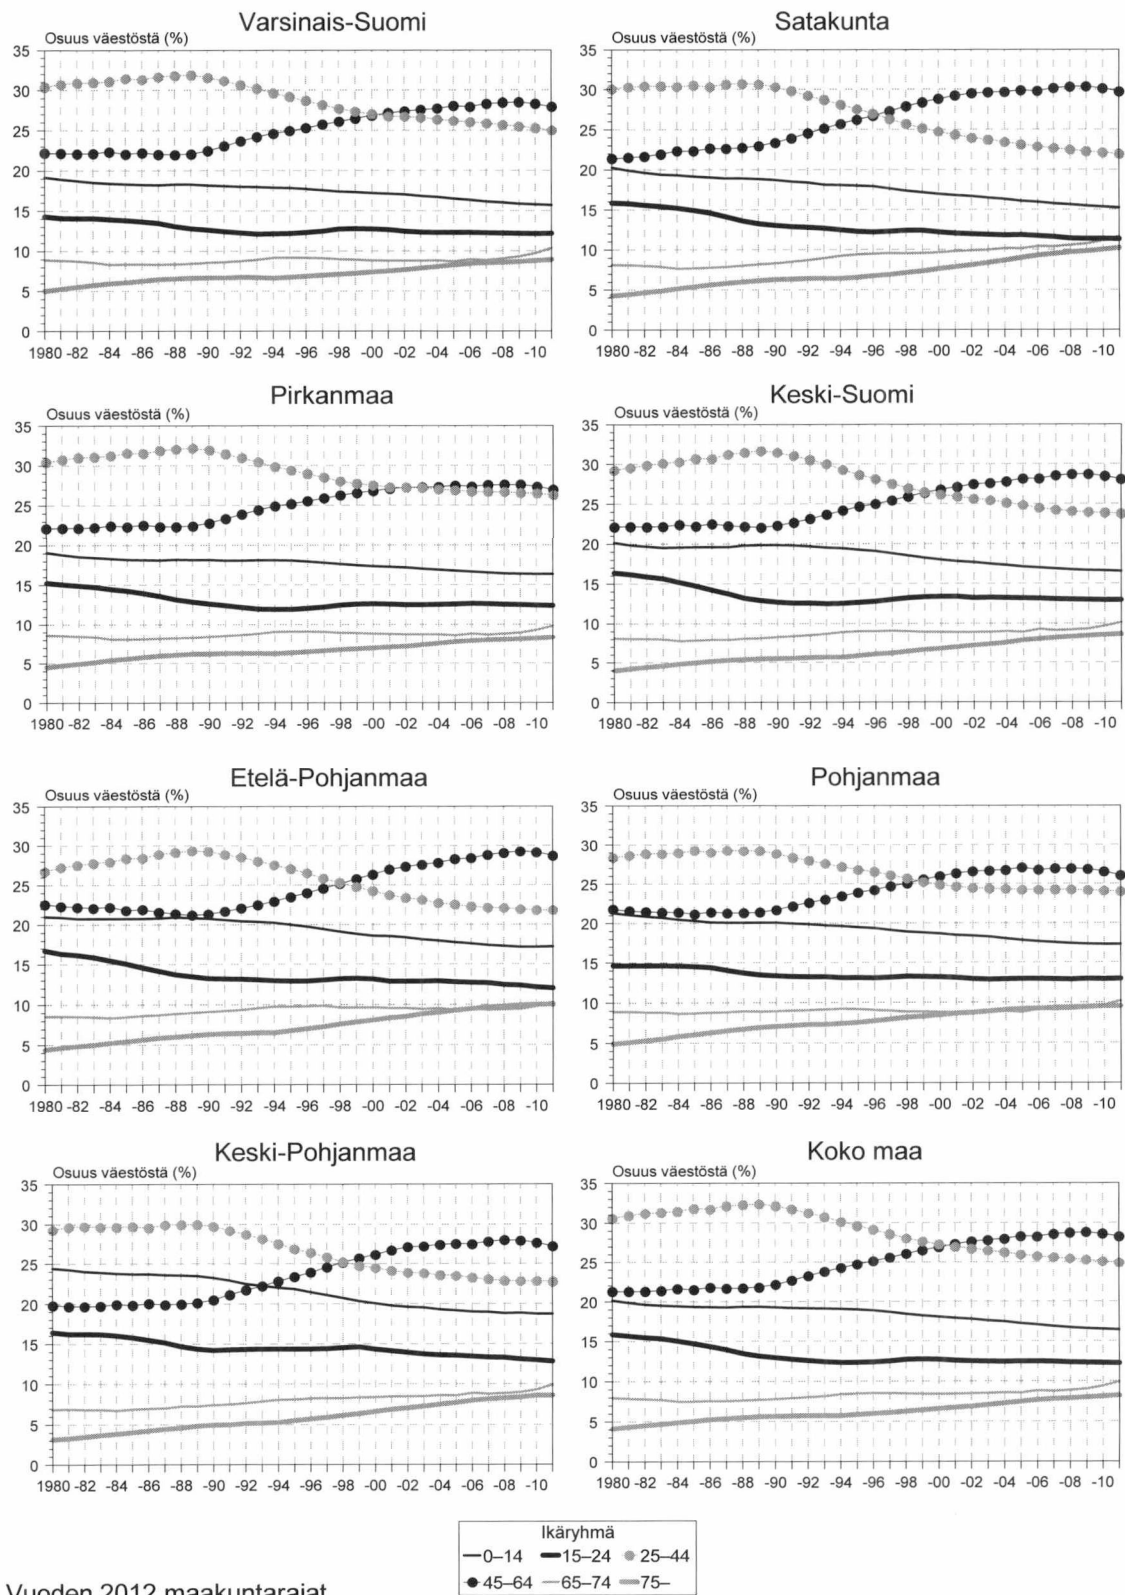 Varsinais-Suomi
Osuus väestöstä (%)
35
30
25
20
15
10
5
0
1980 -82 -84 -86 -88 -90 -92 -94 -96 -98 -00 -02 -04 -06 -08 -10
Satakunta
Osuus väestöstä (%)
35
30
25
20
15
10
5
0
1980 -82 -84 -86 -88 -90 -92 -94 -96 -98 -00 -02 -04 -06 -08 -10
Pirkanmaa
Osuus väestöstä (%)
35
30
25
20
15
10
5
0
1980 -82 -84 -86 -88 -90 -92 -94 -96 -98 -00 -02 -04 -06 -08 -10
Keski-Suomi
Osuus väestöstä (%)
35
30
25
20
15
10
5
0
1980 -82 -84 -86 -88 -90 -92 -94 -96 -98 -00 -02 -04 -06 -08 -10
Etelä-Pohjanmaa
Osuus väestöstä (%)
35
30
25
20
15
10
5
0
1980 -82 -84 -86 -88 -90 -92 -94 -96 -98 -00 -02 -04 -06 -08 -10
Pohjanmaa
Osuus väestöstä (%)
35
30
25
20
15
10
5
0
1980 -82 -84 -86 -88 -90 -92 -94 -96 -98 -00 -02 -04 -06 -08 -10
Keski-Pohjanmaa
Osuus väestöstä (%)
35
30
25
20
15
10
5
0
1980 -82 -84 -86 -88 -90 -92 -94 -96 -98 -00 -02 -04 -06 -08 -10
Koko maa
Osuus väestöstä (%)
35
30
25
20
15
10
5
0
1980 -82 -84 -86 -88 -90 -92 -94 -96 -98 -00 -02 -04 -06 -08 -10
Ikäryhmä
0–14 15–24 25–44
45–64 65–74 75–
Vuoden 2012 maakuntarajat